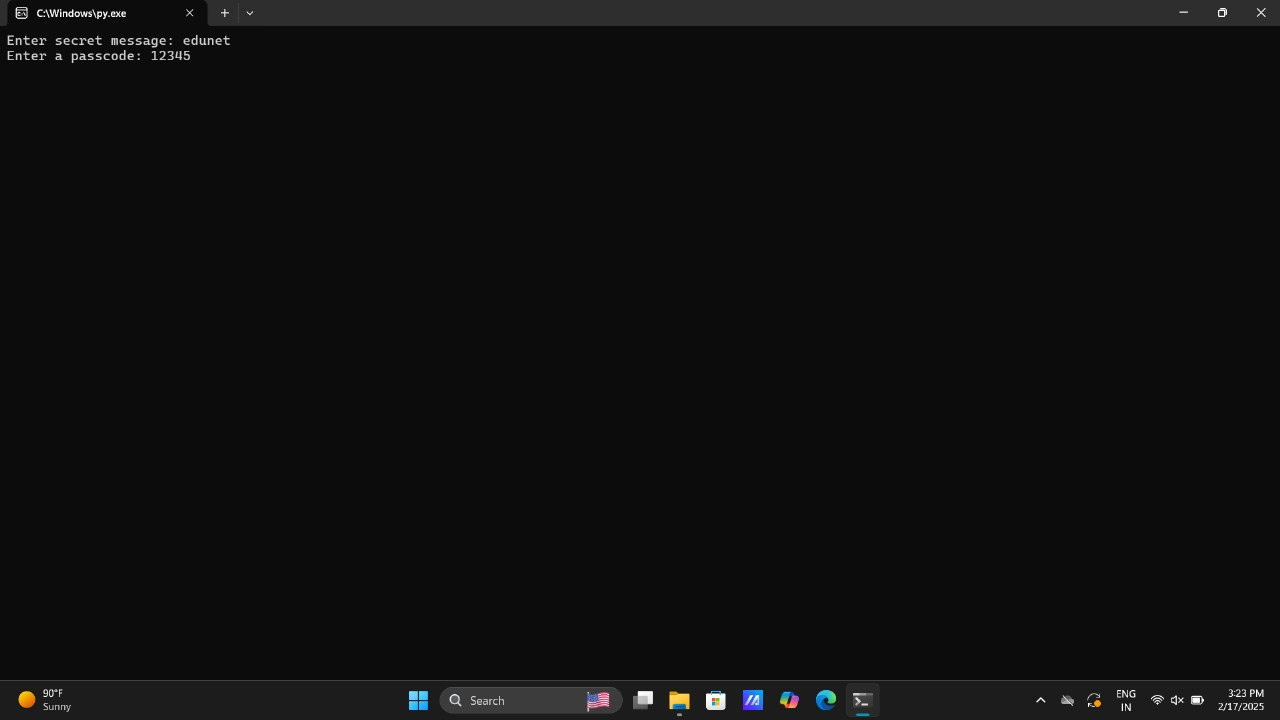 C:\Windows\py.exe
Enter secret message: edunet
Enter a passcode: 12345
90°F
Sunny
Search
ENG
IN
3:23 PM
2/17/2025